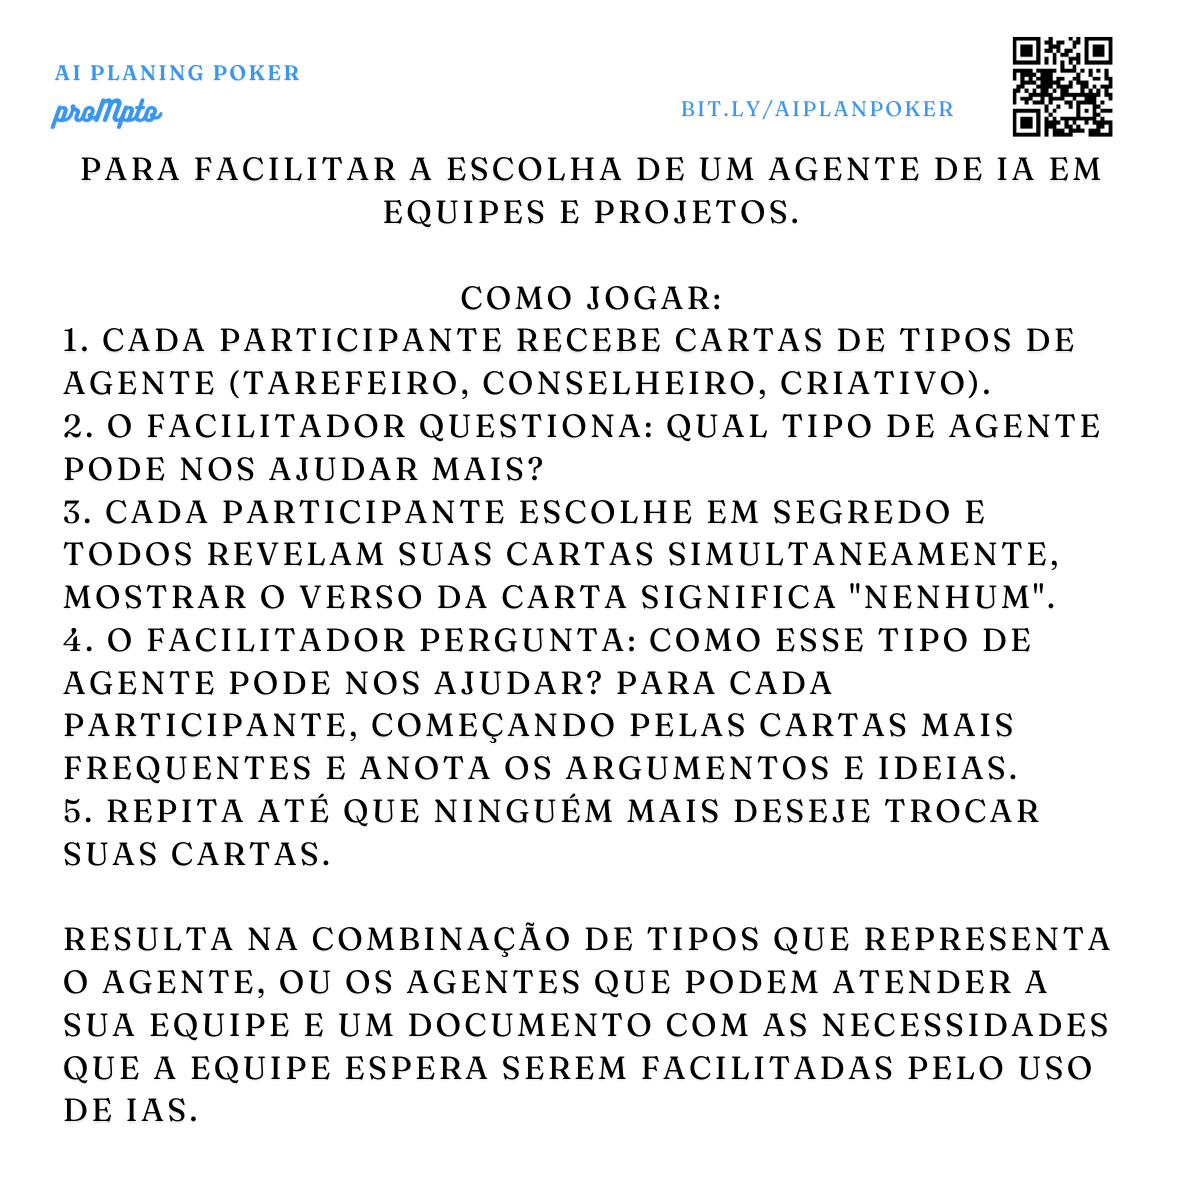 AI PLANING POKER
proMpto
BIT.LY/AIPLANPOKER
PARA FACILITAR A ESCOLHA DE UM AGENTE DE IA EM
EQUIPES E PROJETOS.
COMO JOGAR:
1. CADA PARTICIPANTE RECEBE CARTAS DE TIPOS DE
AGENTE (TAREFEIRO, CONSELHEIRO, CRIATIVO).
2. O FACILITADOR QUESTIONA: QUAL TIPO DE AGENTE
PODE NOS AJUDAR MAIS?
3. CADA PARTICIPANTE ESCOLHE EM SEGREDO E
TODOS REVELAM SUAS CARTAS SIMULTANEAMENTE,
MOSTRAR O VERSO DA CARTA SIGNIFICA "NENHUM".
4. O FACILITADOR PERGUNTA: COMO ESSE TIPO DE
AGENTE PODE NOS AJUDAR? PARA CADA
PARTICIPANTE, COMEÇANDO PELAS CARTAS MAIS
FREQUENTES E ANOTA OS ARGUMENTOS E IDEIAS.
5. REPITA ATÉ QUE NINGUÉM MAIS DESEJE TROCAR
SUAS CARTAS.
RESULTA NA COMBINAÇÃO DE TIPOS QUE REPRESENTA
O AGENTE, OU OS AGENTES QUE PODEM ATENDER A
SUA EQUIPE E UM DOCUMENTO COM AS NECESSIDADES
QUE A EQUIPE ESPERA SEREM FACILITADAS PELO USO
DE IAS.